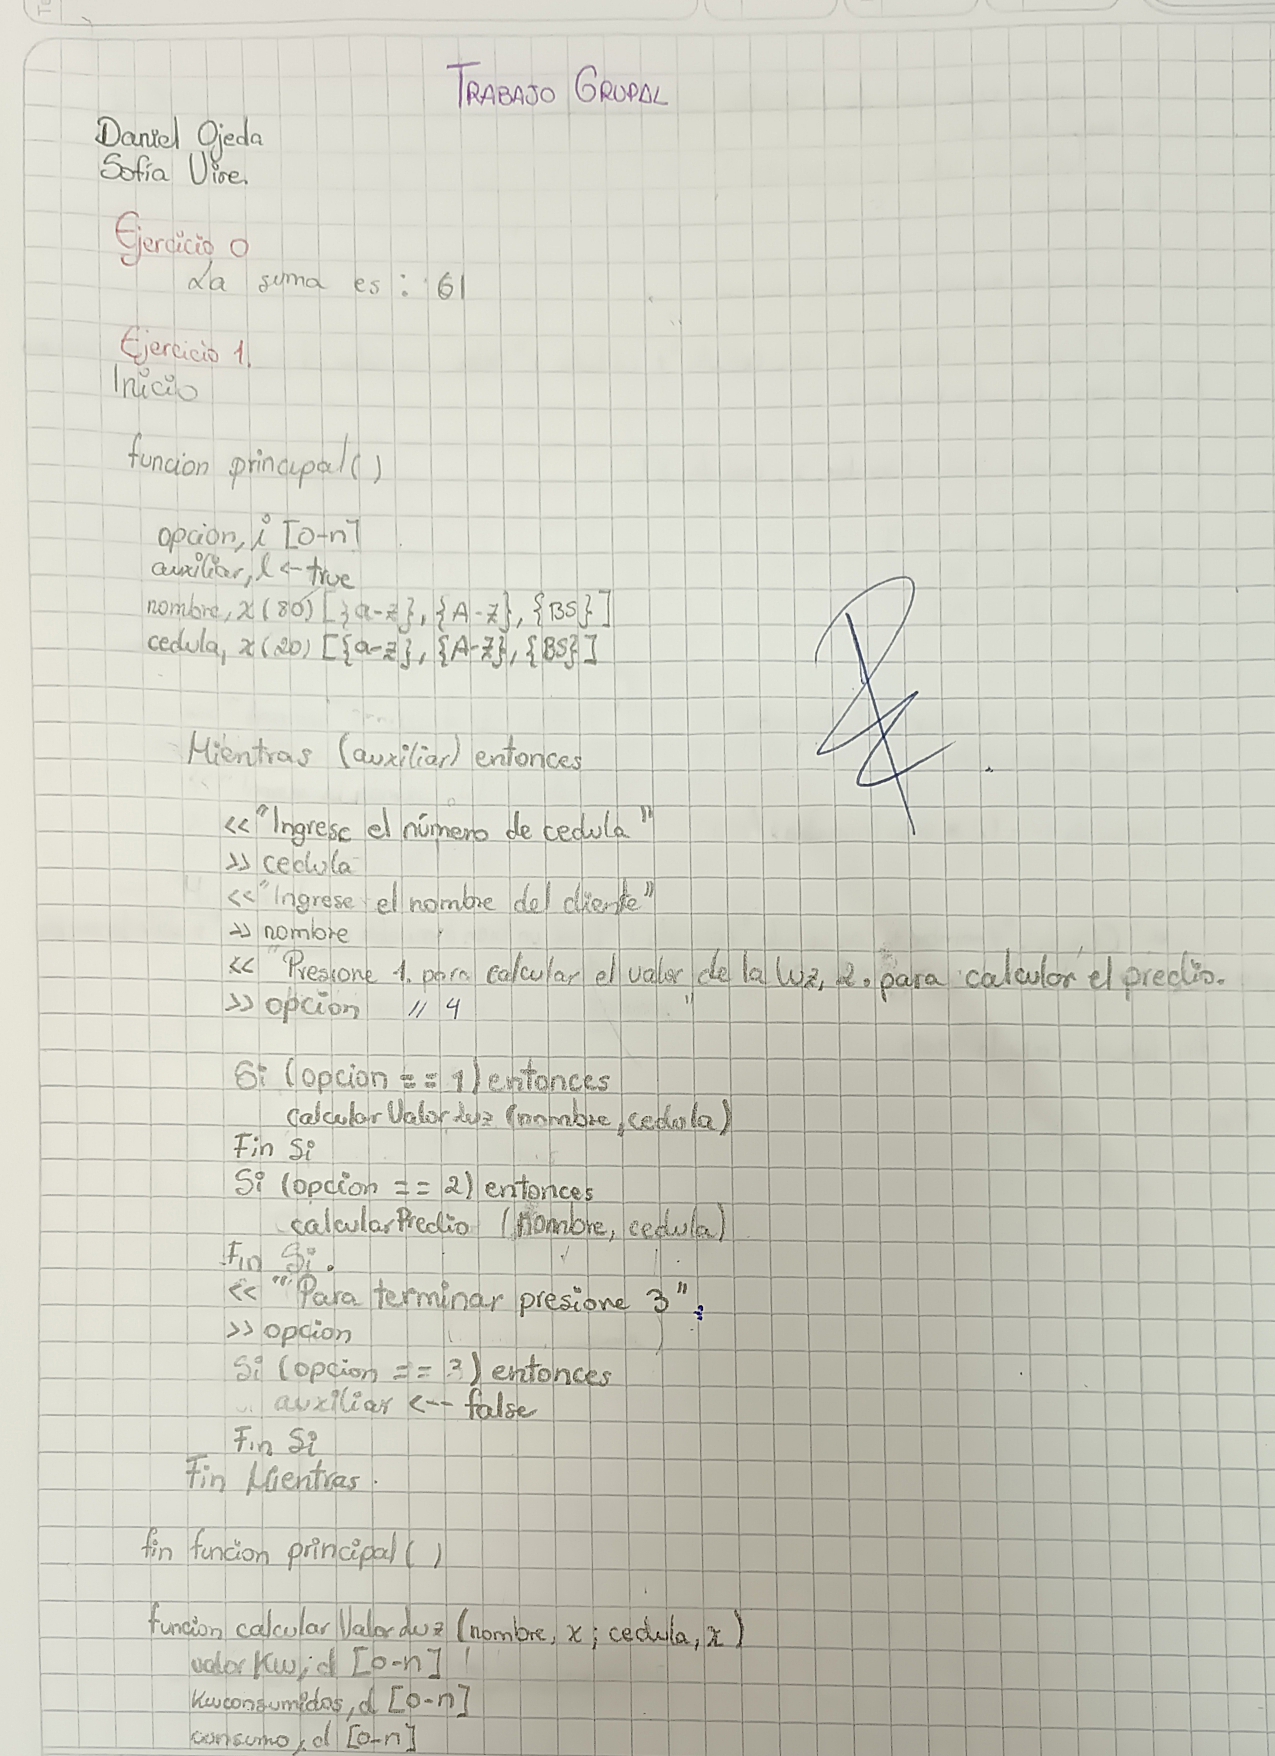 TRABAJO GRUPAL
Daniel Ojeda
Sofía Vire.
Ejercicio 0
La suma es: 61
Ejercicio 1.
Inicio
funcion principal()
opcion, i [0-n]
auxiliar, l <- true
nombre, x(80) [{a-z}, {A-Z}, {BS}]
cedula, x(20) [{a-z}, {A-Z}, {BS}]
Mientras (auxiliar) entonces
<< "Ingrese el número de cedula"
>> cedula
<< "Ingrese el nombre del cliente"
>> nombre
<< "Presione 1. para calcular el valor de la luz, 2. para calcular el predio.
>> opcion // 4 "
Si (opcion == 1) entonces
calcularValorLuz (nombre, cedula)
Fin Si
Si (opcion == 2) entonces
calcularPredio (nombre, cedula)
Fin Si.
<< "Para terminar presione 3";
>> opcion
Si (opcion == 3) entonces
auxiliar <-- false
Fin Si
Fin Mientras.
fin funcion principal()
funcion calcularValorLuz (nombre, x; cedula, x)
valorKw, d [0-n]
Kwconsumidos, d [0-n]
consumo, d [0-n]